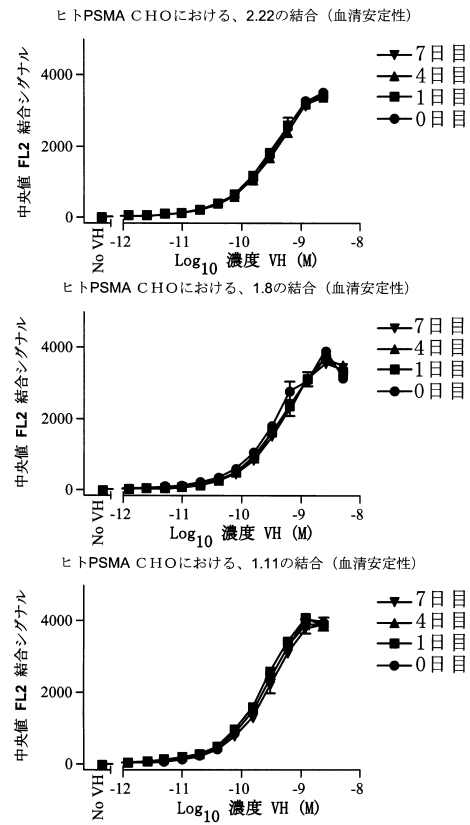 ヒトPSMA CHOにおける、2.22の結合（血清安定性）
中央値 FL2 結合シグナル
4000
2000
0
7日目
4日目
1日目
0日目
No VH
-12
-11
-10
-9
-8
Log10 濃度 VH (M)
ヒトPSMA ＣＨＯにおける、1.8の結合（血清安定性）
中央値 FL2 結合シグナル
4000
2000
0
7日目
4日目
1日目
0日目
No VH
-12
-11
-10
-9
-8
Log10 濃度 VH (M)
ヒトPSMA ＣＨＯにおける、1.11の結合（血清安定性）
中央値 FL2 結合シグナル
4000
2000
0
7日目
4日目
1日目
0日目
No VH
-12
-11
-10
-9
-8
Log10 濃度 VH (M)